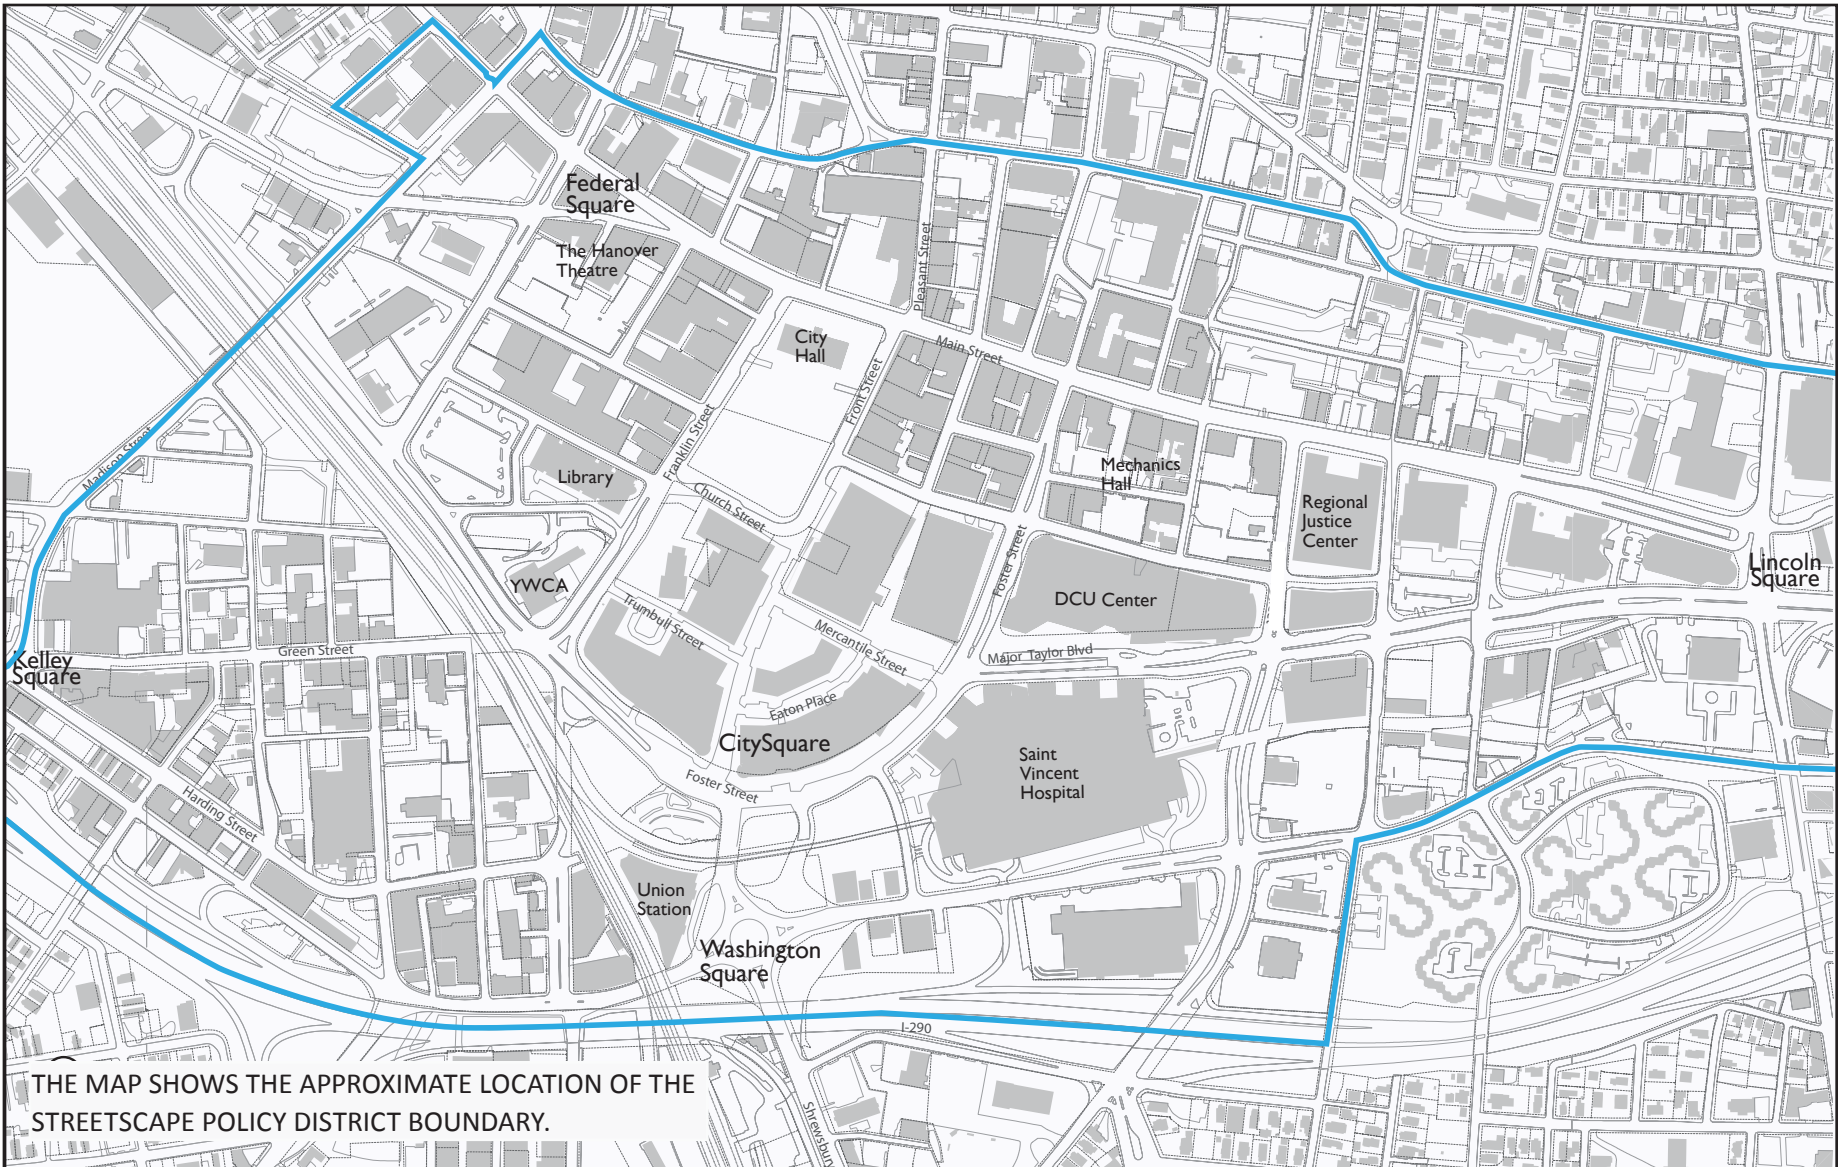 Federal
Square
The Hanover
Theatre
Pleasant Street
City
Hall
Main Street
Front Street
Franklin Street
Madison Street
Library
Church Street
Mechanics
Hall
Regional
Justice
Center
Lincoln
Square
Foster Street
YWCA
DCU Center
Trumbull Street
Mercantile Street
Green Street
Major Taylor Blvd
Kelley
Square
Eaton Place
CitySquare
Saint
Vincent
Hospital
Foster Street
Harding Street
Union
Station
Washington
Square
I-290
THE MAP SHOWS THE APPROXIMATE LOCATION OF THE
STREETSCAPE POLICY DISTRICT BOUNDARY.
Shrewsbury